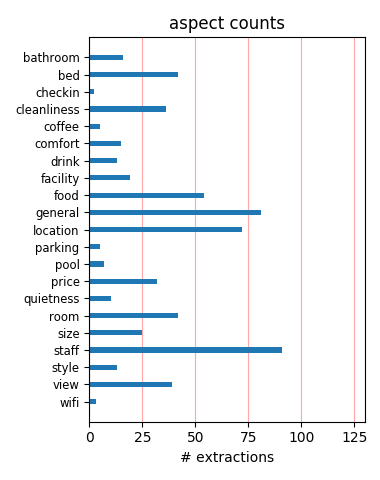 aspect counts
bathroom
bed
checkin
cleanliness
coffee
comfort
drink
facility
food
general
location
parking
pool
price
quietness
room
size
staff
style
view
wifi
0 25 50 75 100 125
# extractions